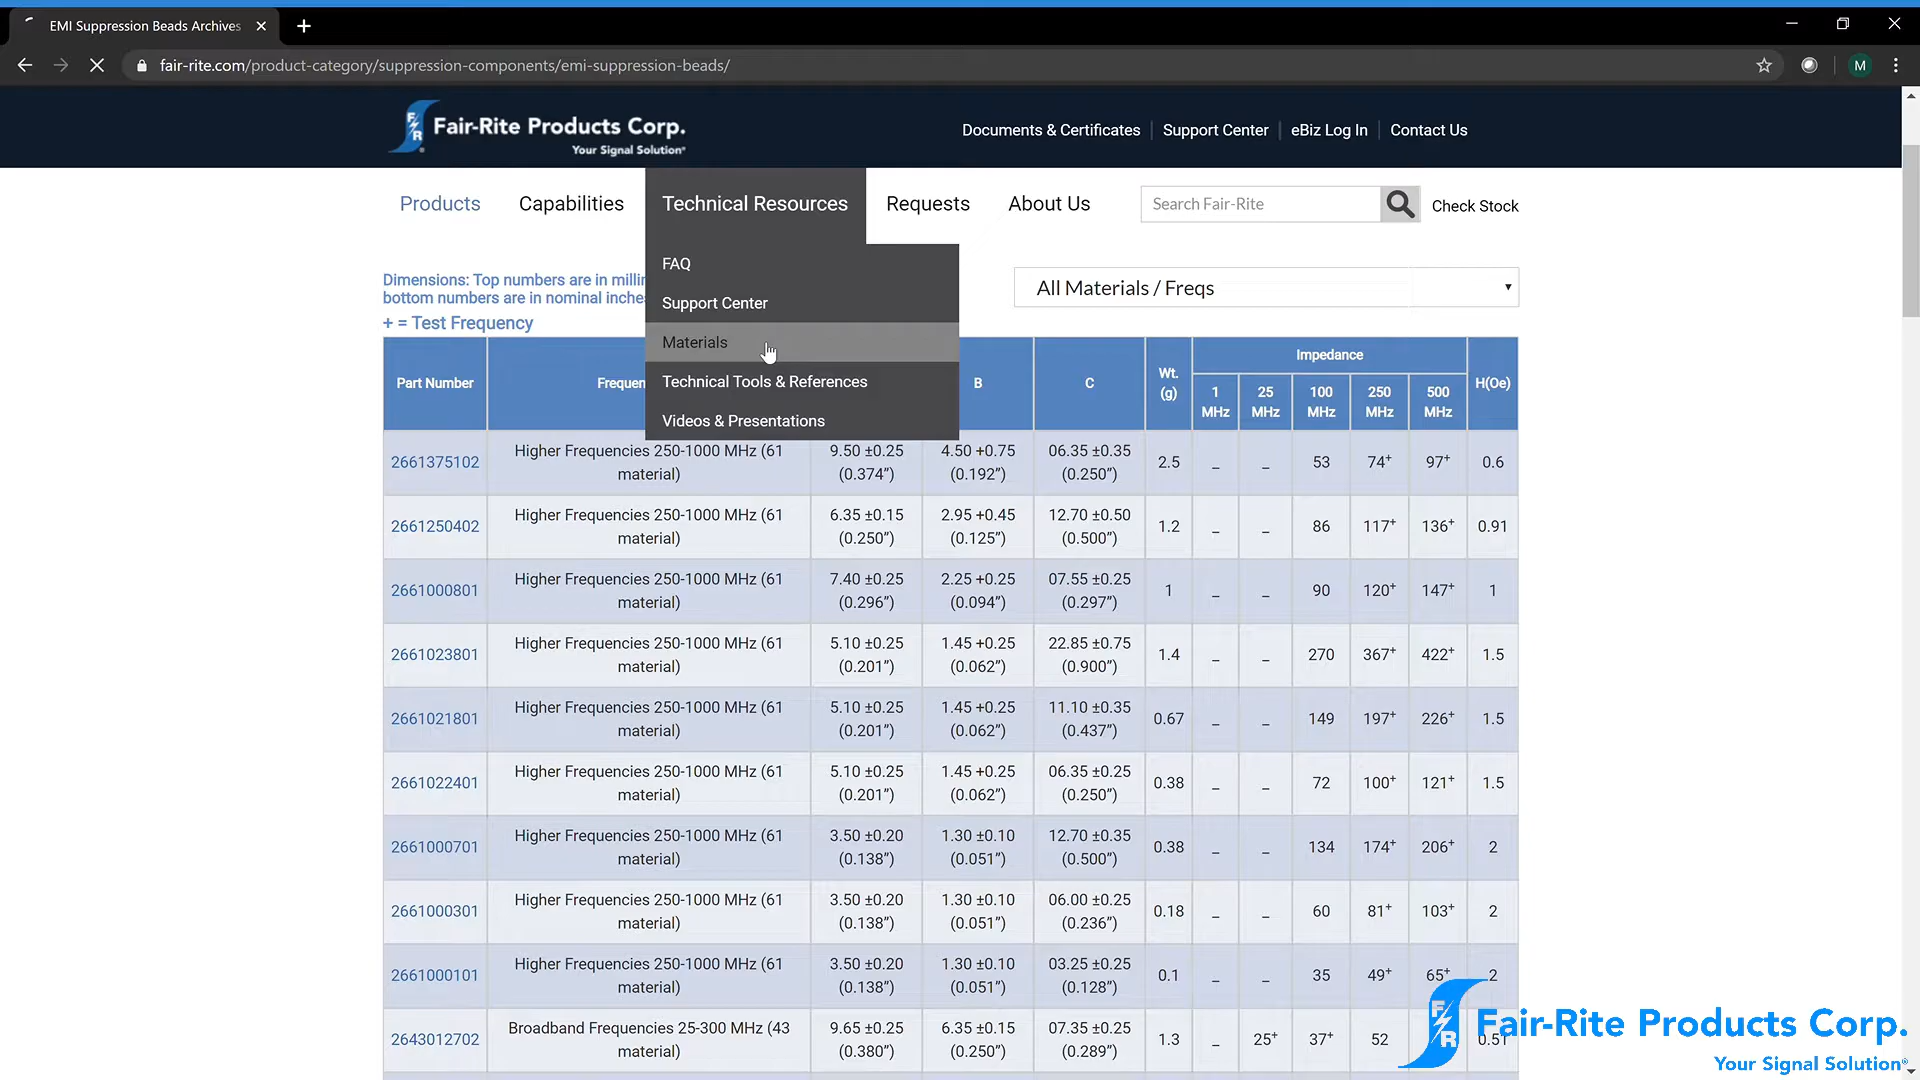 EMI Suppression Beads Archives
fair-rite.com/product-category/suppression-components/emi-suppression-beads/
M
Fair-Rite Products Corp.
Your Signal Solution®
Documents & Certificates
Support Center
eBiz Log In
Contact Us
Products
Capabilities
Technical Resources
Requests
About Us
Search Fair-Rite
Check Stock
FAQ
Support Center
Materials
Technical Tools & References
Videos & Presentations
Dimensions: Top numbers are in
bottom numbers are in nominal
+ = Test Frequency
All Materials / Freqs
Part Number B C Wt. (g) Impedance H(Oe)
1 MHz 25 MHz 100 MHz 250 MHz 500 MHz
2661375102 Higher Frequencies 250-1000 MHz (61 material) 9.50 ±0.25 (0.374”) 4.50 +0.75 (0.192”) 06.35 ±0.35 (0.250”) 2.5 _ _ 53 74+ 97+ 0.6
2661250402 Higher Frequencies 250-1000 MHz (61 material) 6.35 ±0.15 (0.250”) 2.95 +0.45 (0.125”) 12.70 ±0.50 (0.500”) 1.2 _ _ 86 117+ 136+ 0.91
2661000801 Higher Frequencies 250-1000 MHz (61 material) 7.40 ±0.25 (0.296”) 2.25 +0.25 (0.094”) 07.55 ±0.25 (0.297”) 1 _ _ 90 120+ 147+ 1
2661023801 Higher Frequencies 250-1000 MHz (61 material) 5.10 ±0.25 (0.201”) 1.45 +0.25 (0.062”) 22.85 ±0.75 (0.900”) 1.4 _ _ 270 367+ 422+ 1.5
2661021801 Higher Frequencies 250-1000 MHz (61 material) 5.10 ±0.25 (0.201”) 1.45 +0.25 (0.062”) 11.10 ±0.35 (0.437”) 0.67 _ _ 149 197+ 226+ 1.5
2661022401 Higher Frequencies 250-1000 MHz (61 material) 5.10 ±0.25 (0.201”) 1.45 +0.25 (0.062”) 06.35 ±0.25 (0.250”) 0.38 _ _ 72 100+ 121+ 1.5
2661000701 Higher Frequencies 250-1000 MHz (61 material) 3.50 ±0.20 (0.138”) 1.30 ±0.10 (0.051”) 12.70 ±0.35 (0.500”) 0.38 _ _ 134 174+ 206+ 2
2661000301 Higher Frequencies 250-1000 MHz (61 material) 3.50 ±0.20 (0.138”) 1.30 ±0.10 (0.051”) 06.00 ±0.25 (0.236”) 0.18 _ _ 60 81+ 103+ 2
2661000101 Higher Frequencies 250-1000 MHz (61 material) 3.50 ±0.20 (0.138”) 1.30 ±0.10 (0.051”) 03.25 ±0.25 (0.128”) 0.1 _ _ 35 49+ 65+ 2
2643012702 Broadband Frequencies 25-300 MHz (43 material) 9.65 ±0.25 (0.380”) 6.35 ±0.15 (0.250”) 07.35 ±0.25 (0.289”) 1.3 _ 25+ 37+ 52 0.51
Fair-Rite Products Corp.
Your Signal Solution®